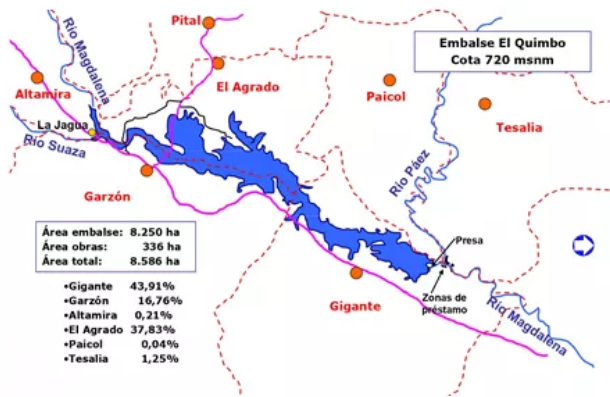 Pital
Río Magdalena
Embalse El Quimbo
Cota 720 msnm
El Agrado
Altamira
Paicol
Tesalia
La Jagua
Río Suaza
Garzón
Río Páez
Área embalse: 8.250 ha
Área obras: 336 ha
Área total: 8.586 ha
Presa
•Gigante 43,91%
•Garzón 16,76%
•Altamira 0,21%
•El Agrado 37,83%
•Paicol 0,04%
•Tesalia 1,25%
Gigante
Zonas de
préstamo
Río Magdalena